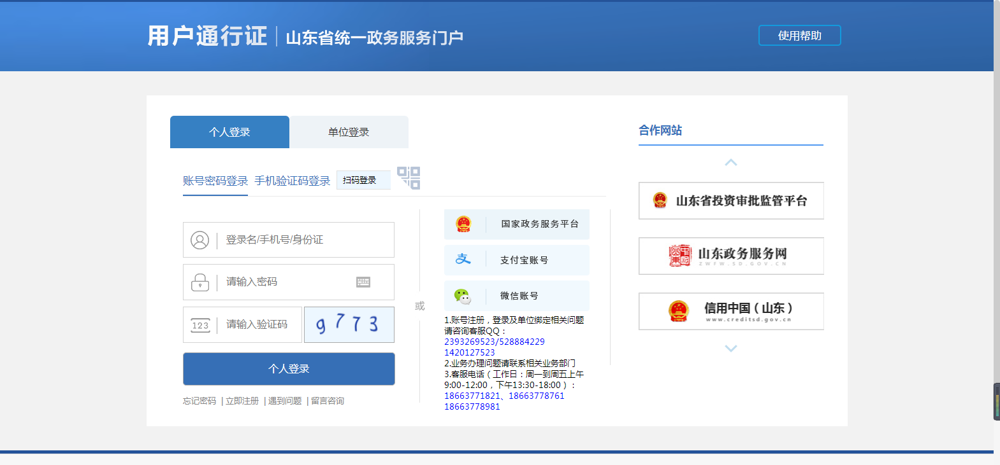 用户通行证
山东省统一政务服务门户
使用帮助
个人登录
单位登录
账号密码登录
手机验证码登录
扫码登录
登录名/手机号/身份证
请输入密码
123
请输入验证码
9773
个人登录
忘记密码 |立即注册 |遇到问题 |留言咨询
或
国家政务服务平台
支付宝账号
微信账号
1.账号注册，登录及单位绑定相关问题
请咨询客服QQ：
2393269523/528884229
1420127523
2.业务办理问题请联系相关业务部门
3.客服电话（工作日：周一到周五上午
9:00-12:00，下午13:30-18:00）：
18663771821、18663778761
18663778981
合作网站
山东省投资审批监管平台
山东政务服务网
ZWFW.SD.GOV.CN
信用中国（山东）
www.creditsd.gov.cn